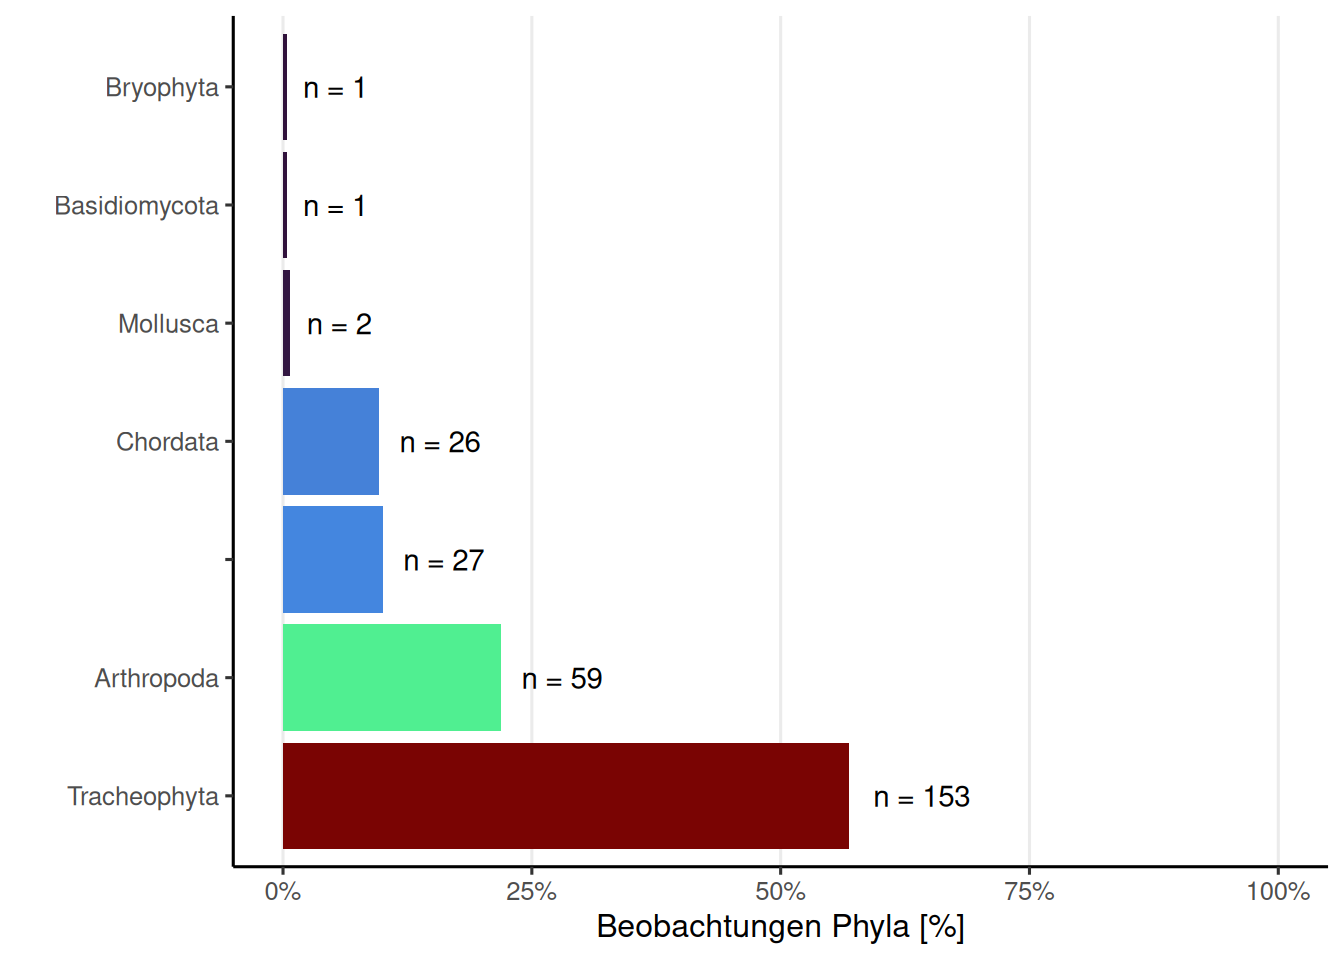 Bryophyta n = 1
Basidiomycota n = 1
Mollusca n = 2
Chordata n = 26
n = 27
Arthropoda n = 59
Tracheophyta n = 153
0% 25% 50% 75% 100%
Beobachtungen Phyla [%]